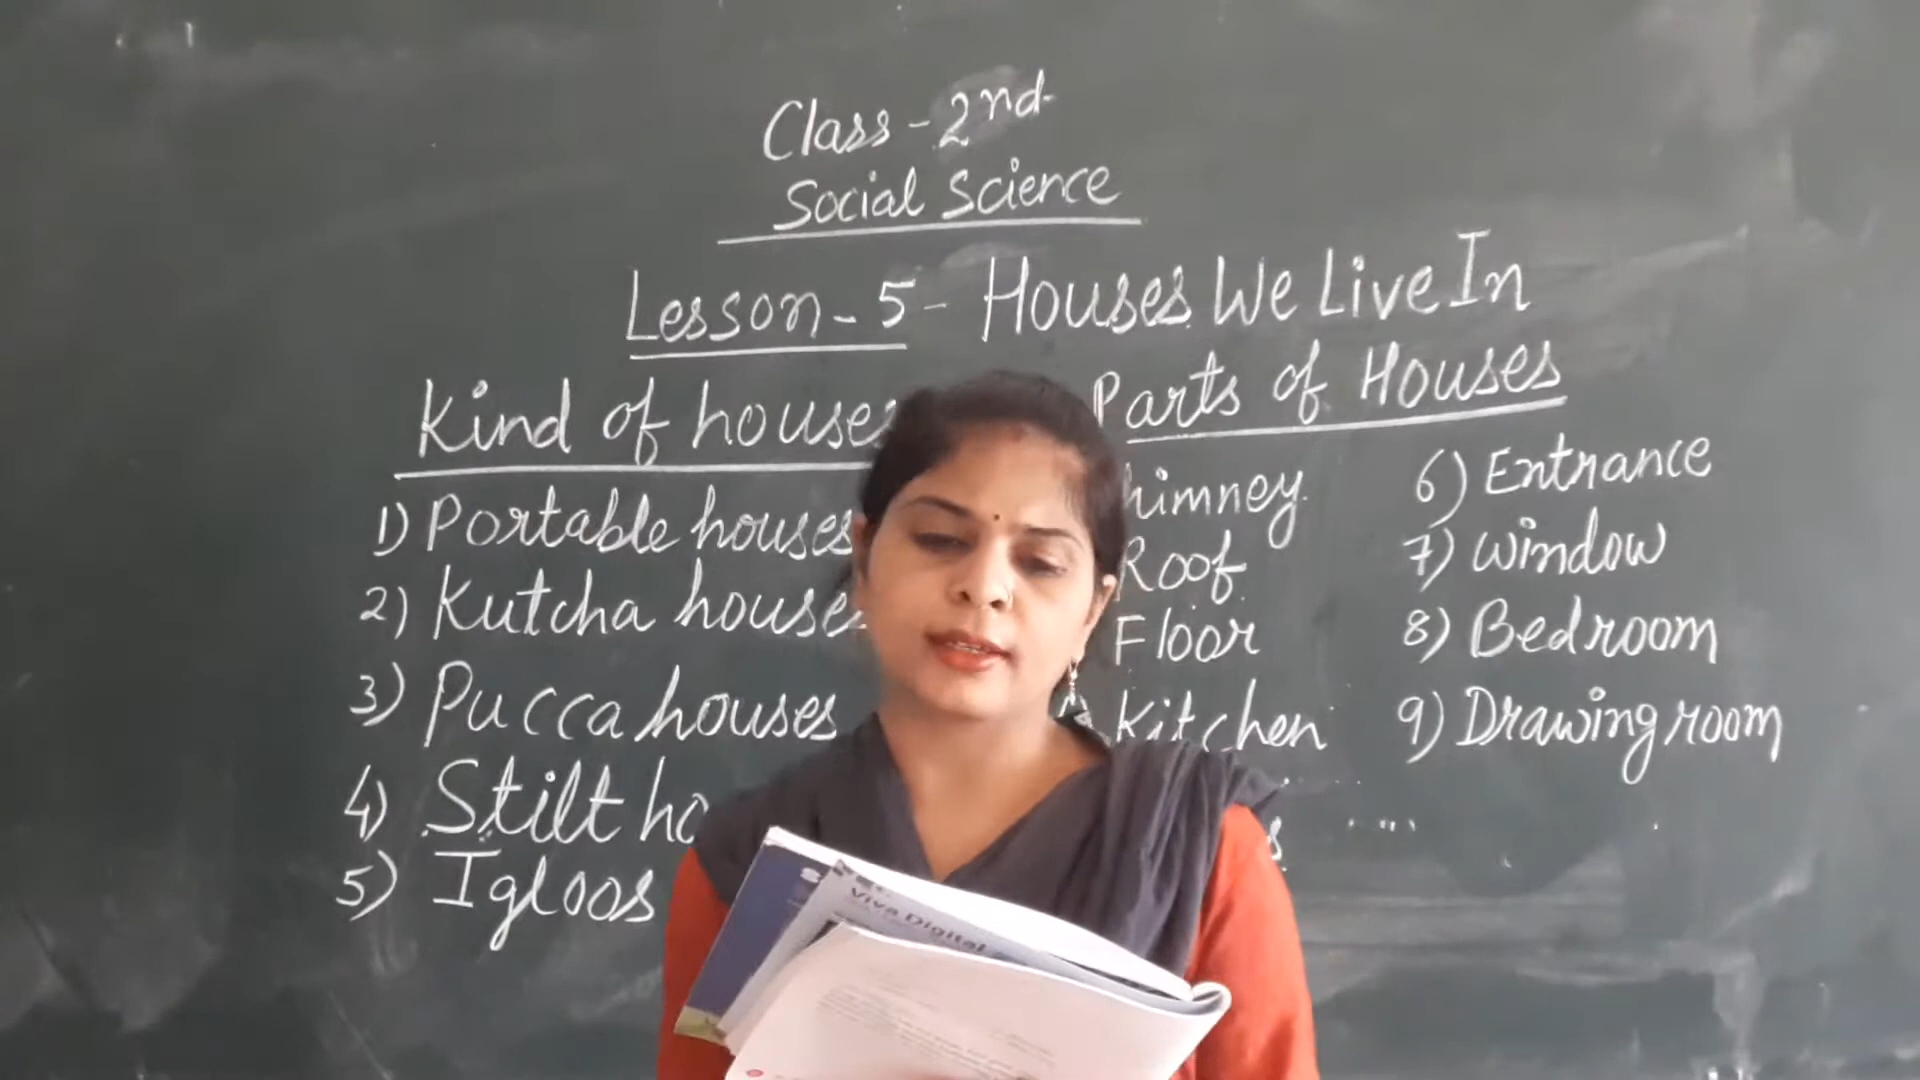 Class - 2nd
Social Science
Lesson - 5 - Houses We Live In
Kind of houses
1) Portable houses
2) Kutcha house
3) Pucca houses
4) Stilt ho
5) Igloos
Parts of Houses
himney
Roof
Floor
Kitchen
s
6) Entrance
7) Window
8) Bedroom
9) Drawing room
Viva Digital